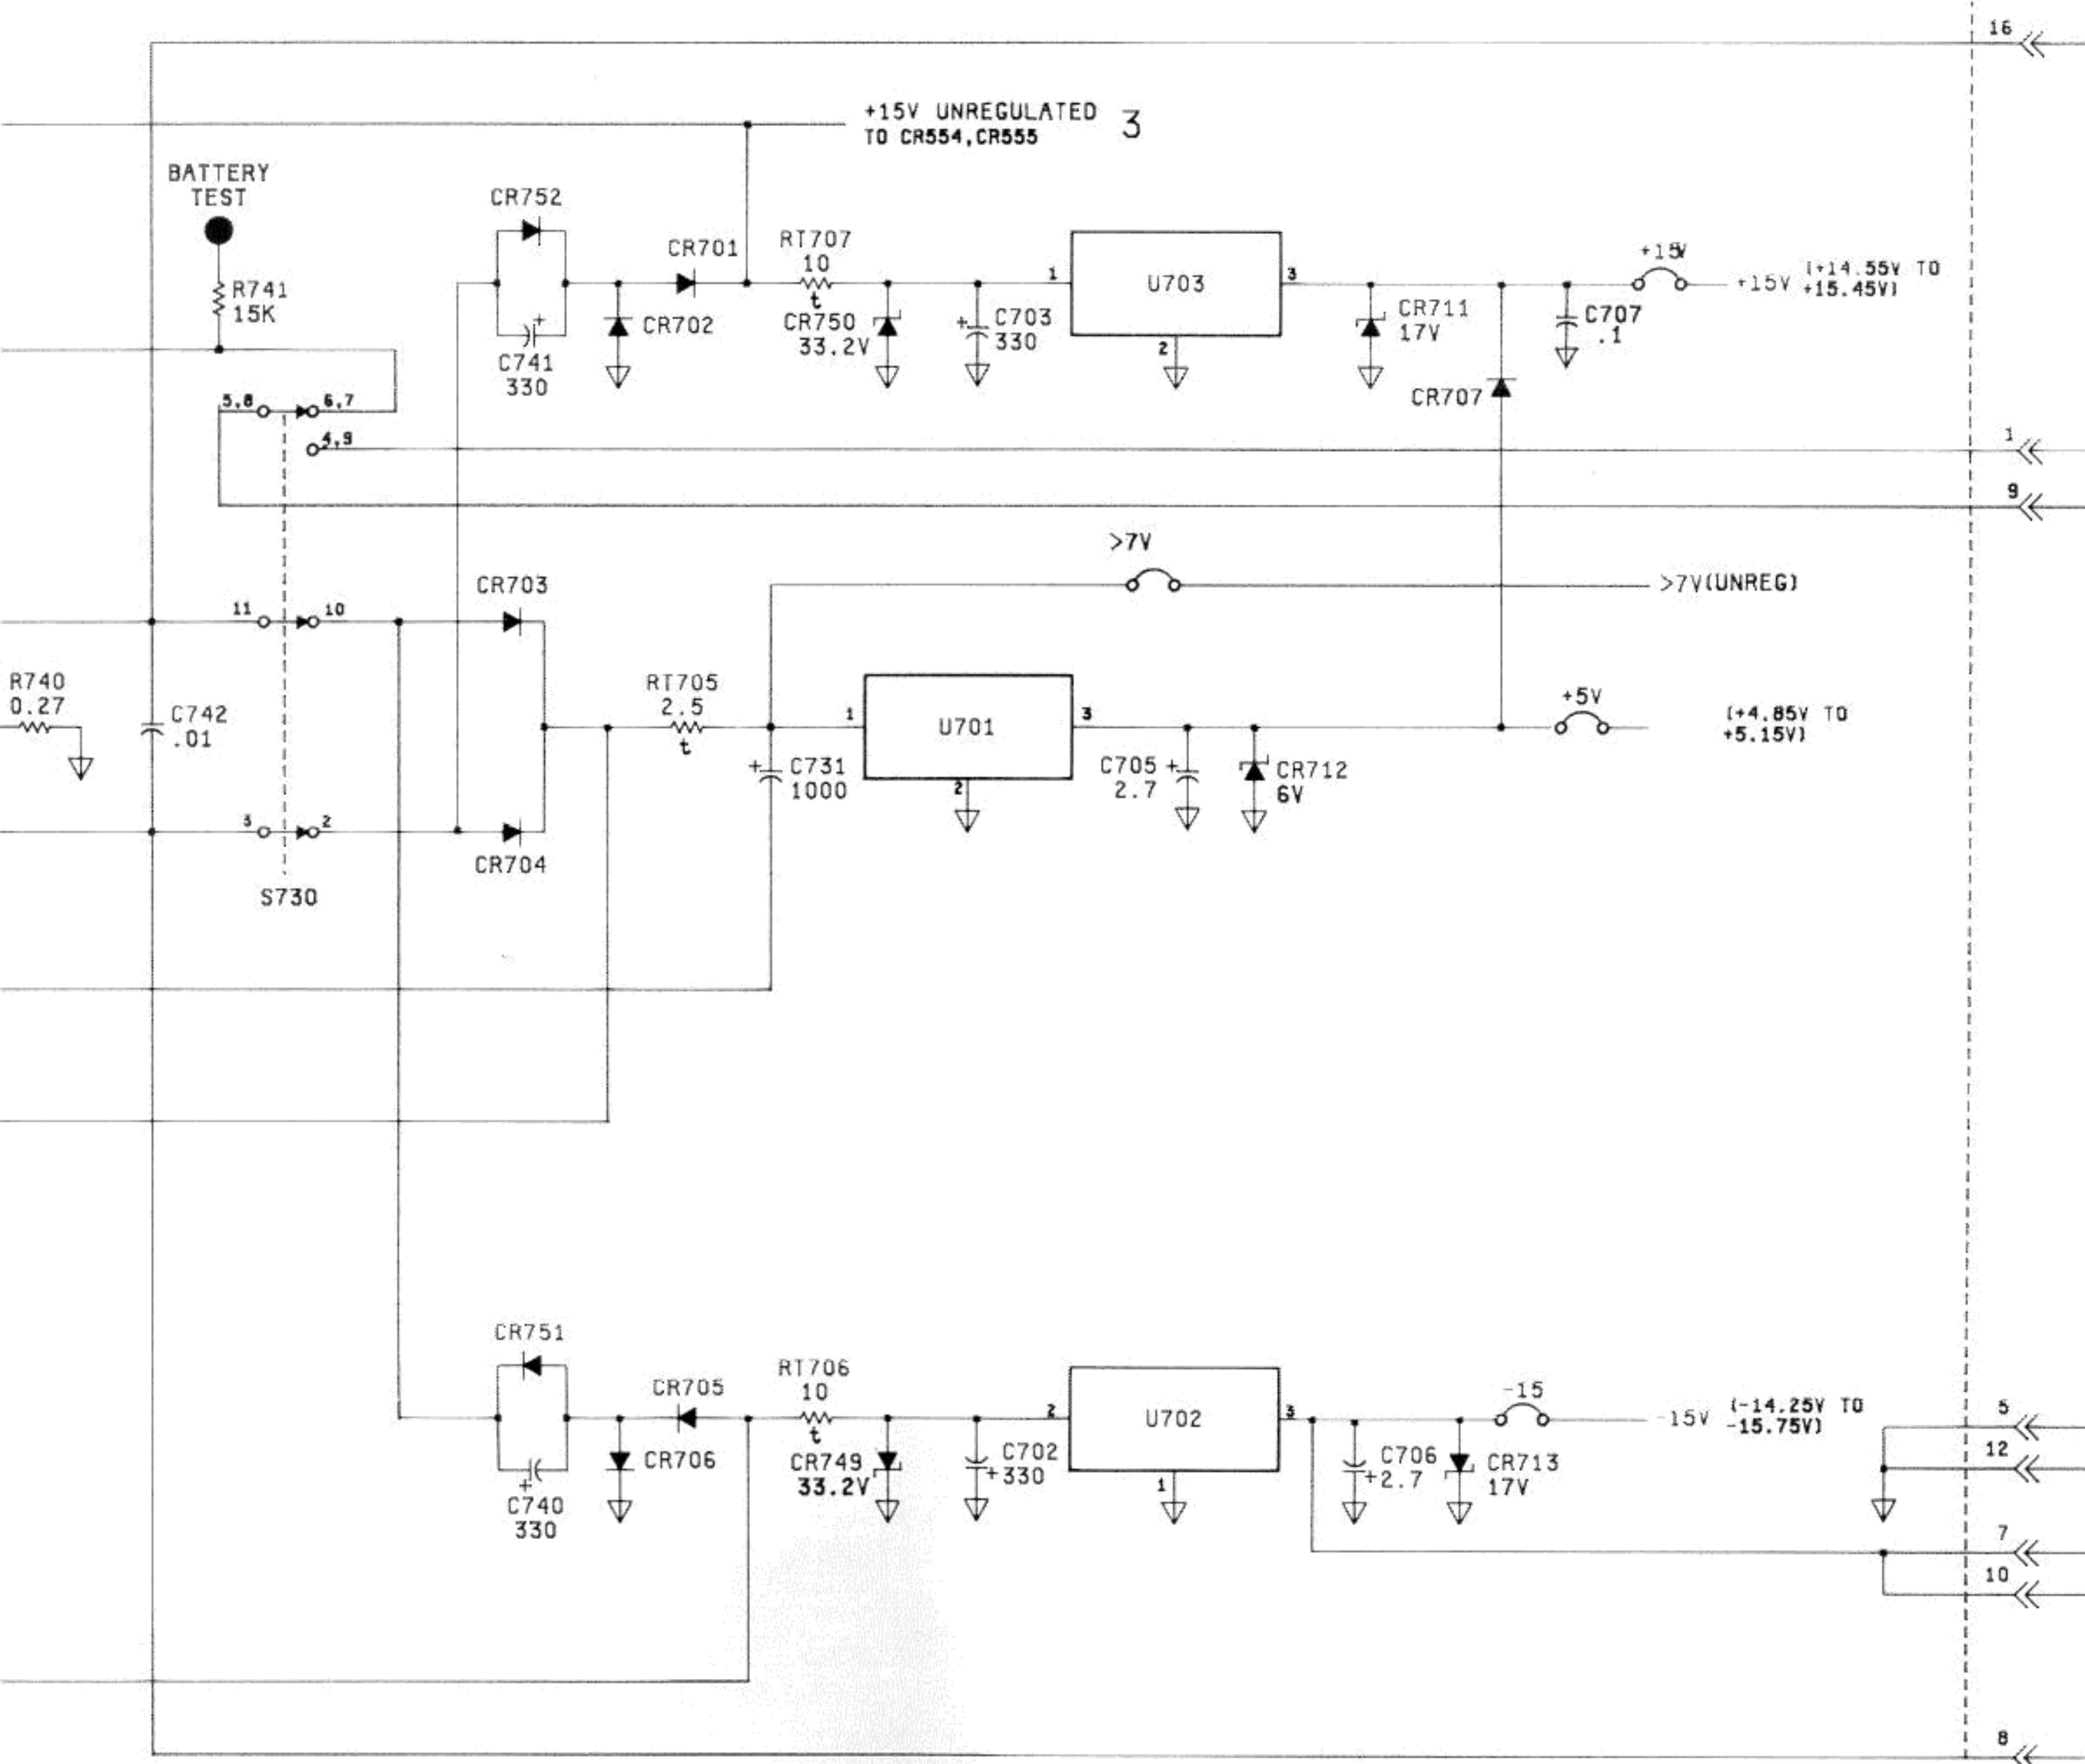 16
+15V UNREGULATED
TO CR554,CR555
3
BATTERY
TEST
R741
15K
CR752
C741
330
+
CR701
CR702
RT707
10
t
CR750
33.2V
+
C703
330
1
U703
3
2
CR711
17V
CR707
C707
.1
+15V
+15V
(+14.55V TO
+15.45V)
5,8
6,7
4,9
1
9
>7V
>7V(UNREG)
11
10
CR703
R740
0.27
C742
.01
RT705
2.5
t
+
C731
1000
1
U701
3
2
C705
+
2.7
CR712
6V
+5V
(+4.85V TO
+5.15V)
3
2
CR704
S730
CR751
C740
330
+
CR705
CR706
RT706
10
t
CR749
33.2V
C702
+330
2
U702
3
1
C706
+2.7
CR713
17V
-15
-15V
(-14.25V TO
-15.75V)
5
12
7
10
8